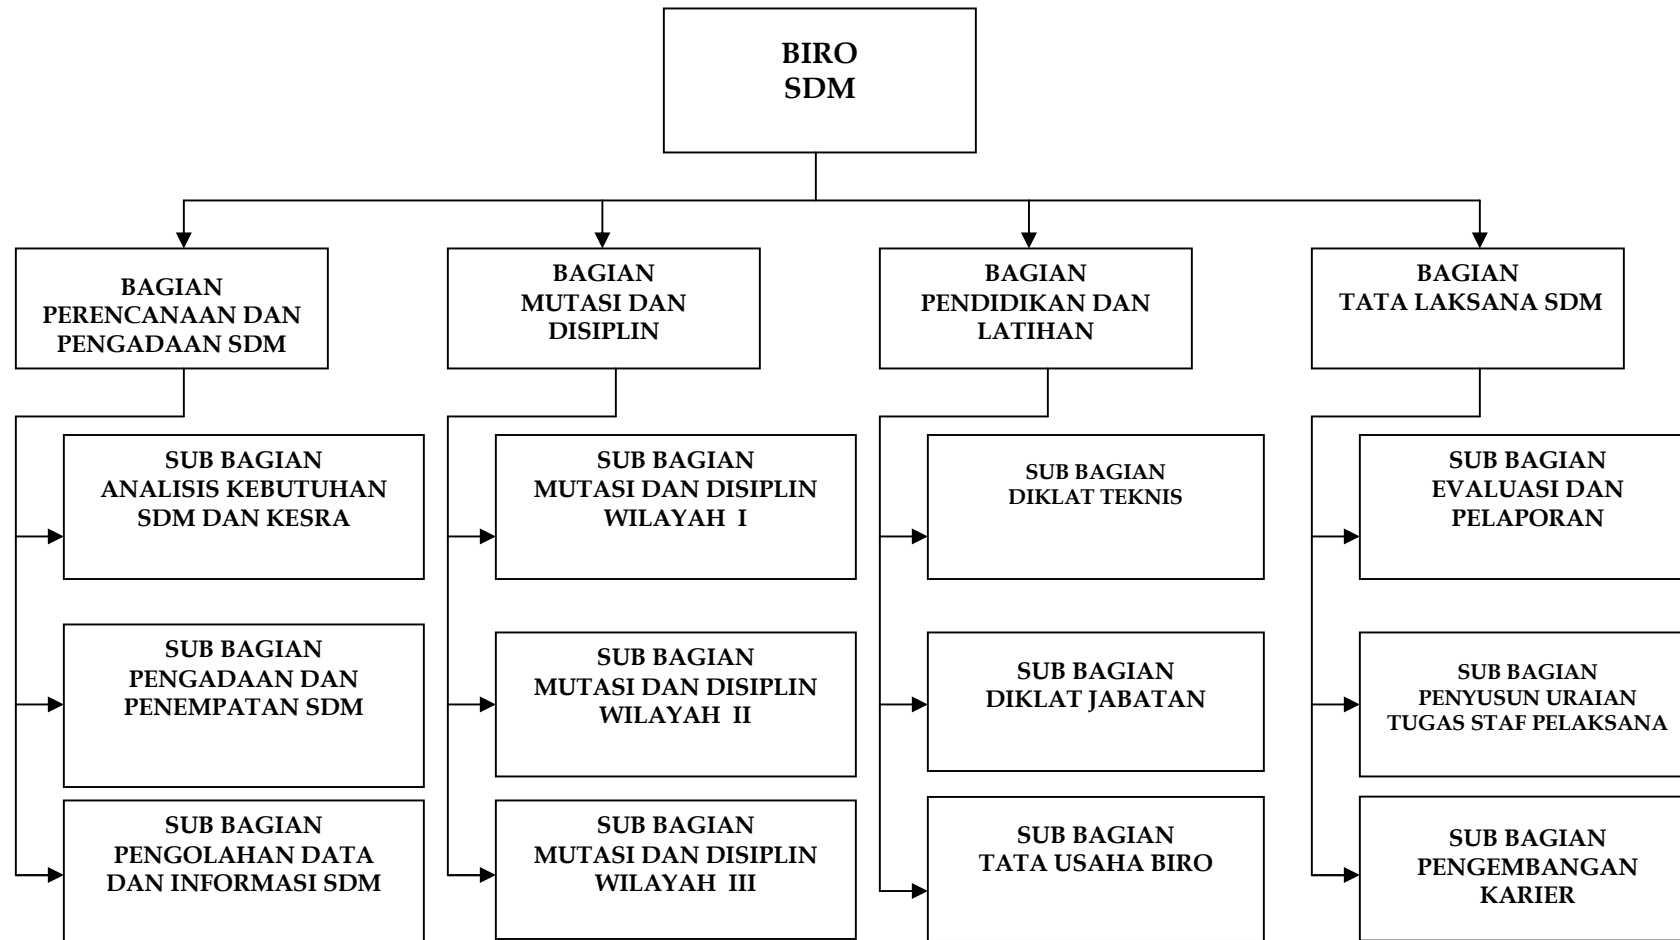 BIRO
SDM
BAGIAN
PERENCANAAN DAN
PENGADAAN SDM
BAGIAN
MUTASI DAN
DISIPLIN
BAGIAN
PENDIDIKAN DAN
LATIHAN
BAGIAN
TATA LAKSANA SDM
SUB BAGIAN
ANALISIS KEBUTUHAN
SDM DAN KESRA
SUB BAGIAN
MUTASI DAN DISIPLIN
WILAYAH I
SUB BAGIAN
DIKLAT TEKNIS
SUB BAGIAN
EVALUASI DAN
PELAPORAN
SUB BAGIAN
PENGADAAN DAN
PENEMPATAN SDM
SUB BAGIAN
MUTASI DAN DISIPLIN
WILAYAH II
SUB BAGIAN
DIKLAT JABATAN
SUB BAGIAN
PENYUSUN URAIAN
TUGAS STAF PELAKSANA
SUB BAGIAN
PENGOLAHAN DATA
DAN INFORMASI SDM
SUB BAGIAN
MUTASI DAN DISIPLIN
WILAYAH III
SUB BAGIAN
TATA USAHA BIRO
SUB BAGIAN
PENGEMBANGAN
KARIER